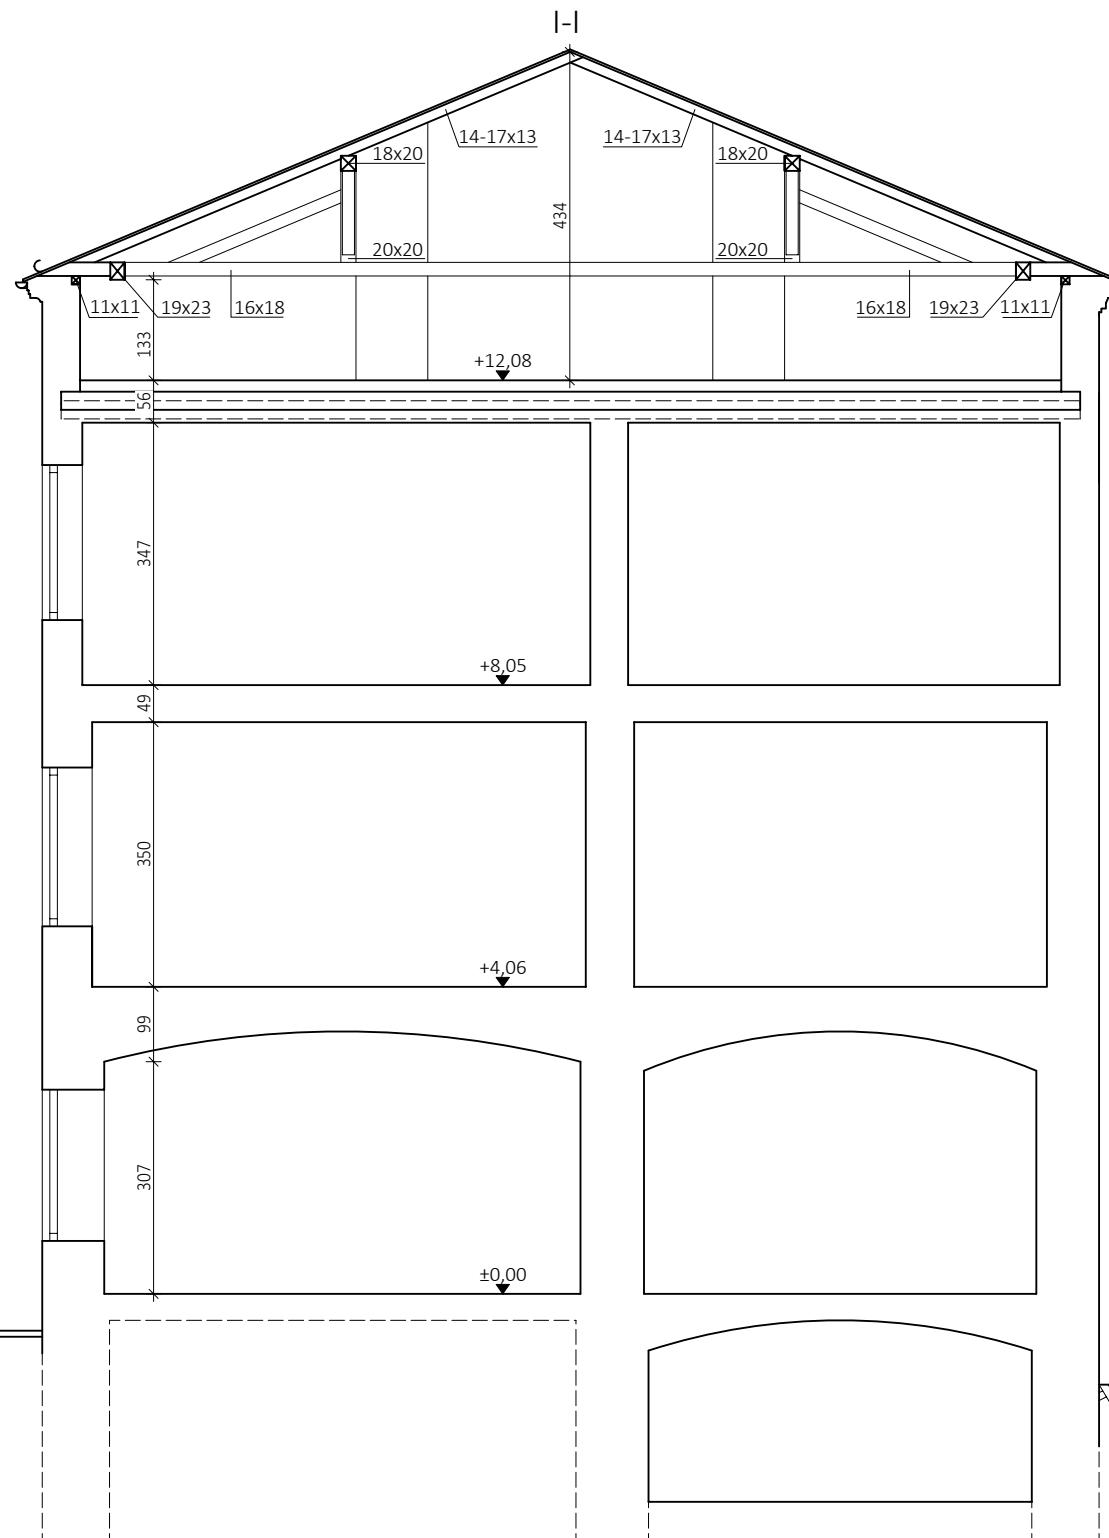 I-I
14-17x13
14-17x13
18x20
18x20
434
20x20
20x20
11x11
19x23
16x18
16x18
19x23
11x11
133
+12,08
56
347
+8,05
49
350
+4,06
99
307
±0,00